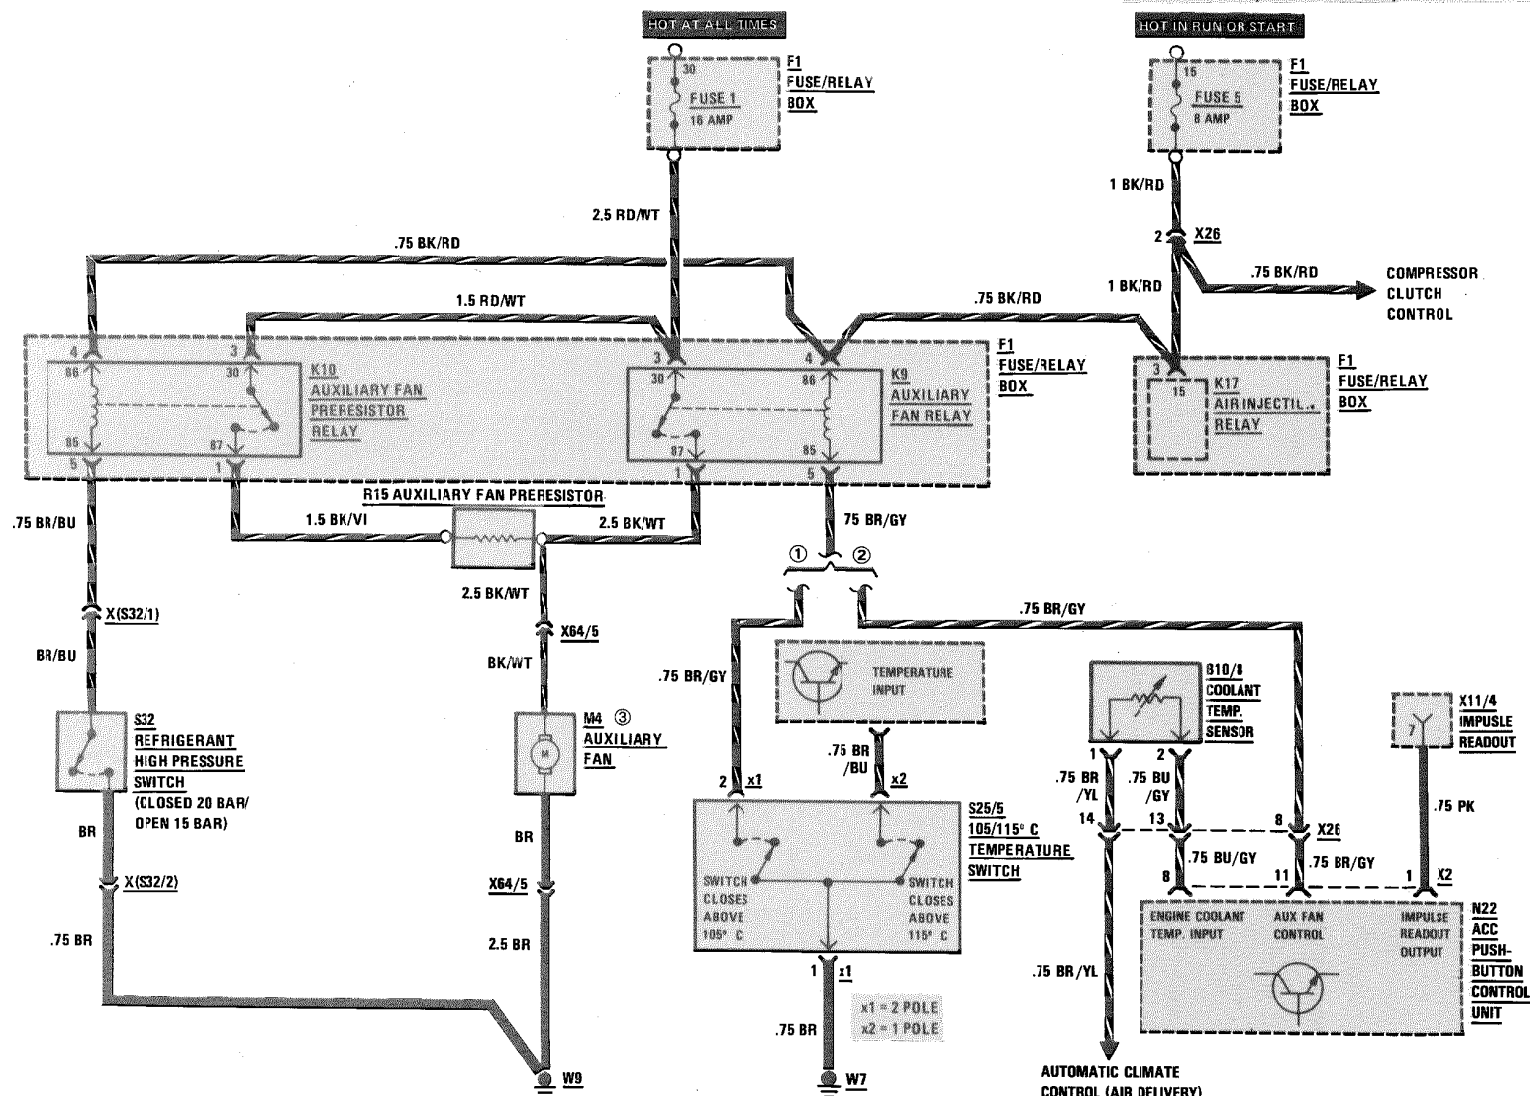 HOT AT ALL TIMES
HOT IN RUN OR START
30
FUSE 1
16 AMP
F1
FUSE/RELAY
BOX
15
FUSE 5
8 AMP
F1
FUSE/RELAY
BOX
2.5 RD/WT
1 BK/RD
2
X26
.75 BK/RD
1 BK/RD
.75 BK/RD
COMPRESSOR
CLUTCH
CONTROL
1.5 RD/WT
.75 BK/RD
4
3
86
30
K10
AUXILIARY FAN
PRERESISTOR
RELAY
85
87
5
1
3
4
30
86
K9
AUXILIARY
FAN RELAY
87
85
1
5
F1
FUSE/RELAY
BOX
3
15
K17
AIR INJECTI
RELAY
F1
FUSE/RELAY
BOX
R15 AUXILIARY FAN PRERESISTOR
.75 BR/BU
1.5 BK/VI
2.5 BK/WT
75 BR/GY
1
2
2.5 BK/WT
.75 BR/GY
X(S32/1)
X64/5
BR/BU
BK/WT
.75 BR/GY
TEMPERATURE
INPUT
B10/8
COOLANT
TEMP.
SENSOR
X11/4
IMPUSLE
READOUT
7
S32
REFRIGERANT
HIGH PRESSURE
SWITCH
(CLOSED 20 BAR/
OPEN 15 BAR)
M4 3
AUXILIARY
FAN
M
.75 BR
/BU
2
x1
x2
1
2
.75 BR
/YL
.75 BU
/GY
.75 PK
14
13
8
X26
BR
BR
S25/5
105/115° C
TEMPERATURE
SWITCH
SWITCH
CLOSES
ABOVE
105° C
SWITCH
CLOSES
ABOVE
115° C
.75 BU/GY
.75 BR/GY
8
11
1
X2
X(S32/2)
X64/5
.75 BR
2.5 BR
ENGINE COOLANT
TEMP. INPUT
AUX FAN
CONTROL
IMPULSE
READOUT
OUTPUT
N22
ACC
PUSH-
BUTTON
CONTROL
UNIT
1
x1
.75 BR/YL
x1 = 2 POLE
x2 = 1 POLE
.75 BR
W9
W7
AUTOMATIC CLIMATE
CONTROL (AIR DELIVERY)